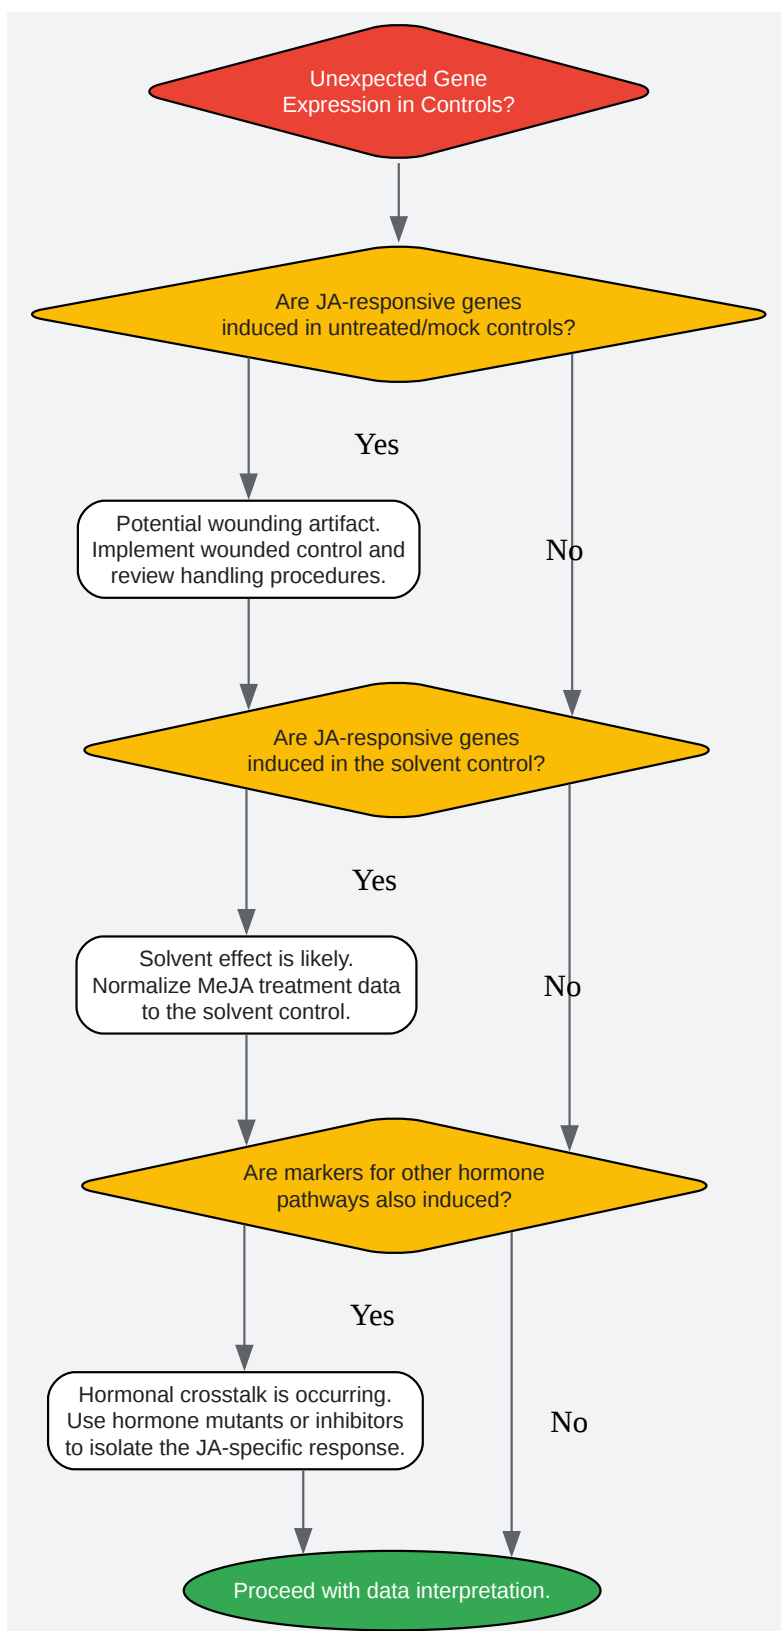 Unexpected Gene
Expression in Controls?
Are JA-responsive genes
induced in untreated/mock controls?
Yes
Potential wounding artifact.
Implement wounded control and
review handling procedures.
No
Are JA-responsive genes
induced in the solvent control?
Yes
Solvent effect is likely.
Normalize MeJA treatment data
to the solvent control.
No
Are markers for other hormone
pathways also induced?
Yes
Hormonal crosstalk is occurring.
Use hormone mutants or inhibitors
to isolate the JA-specific response.
No
Proceed with data interpretation.